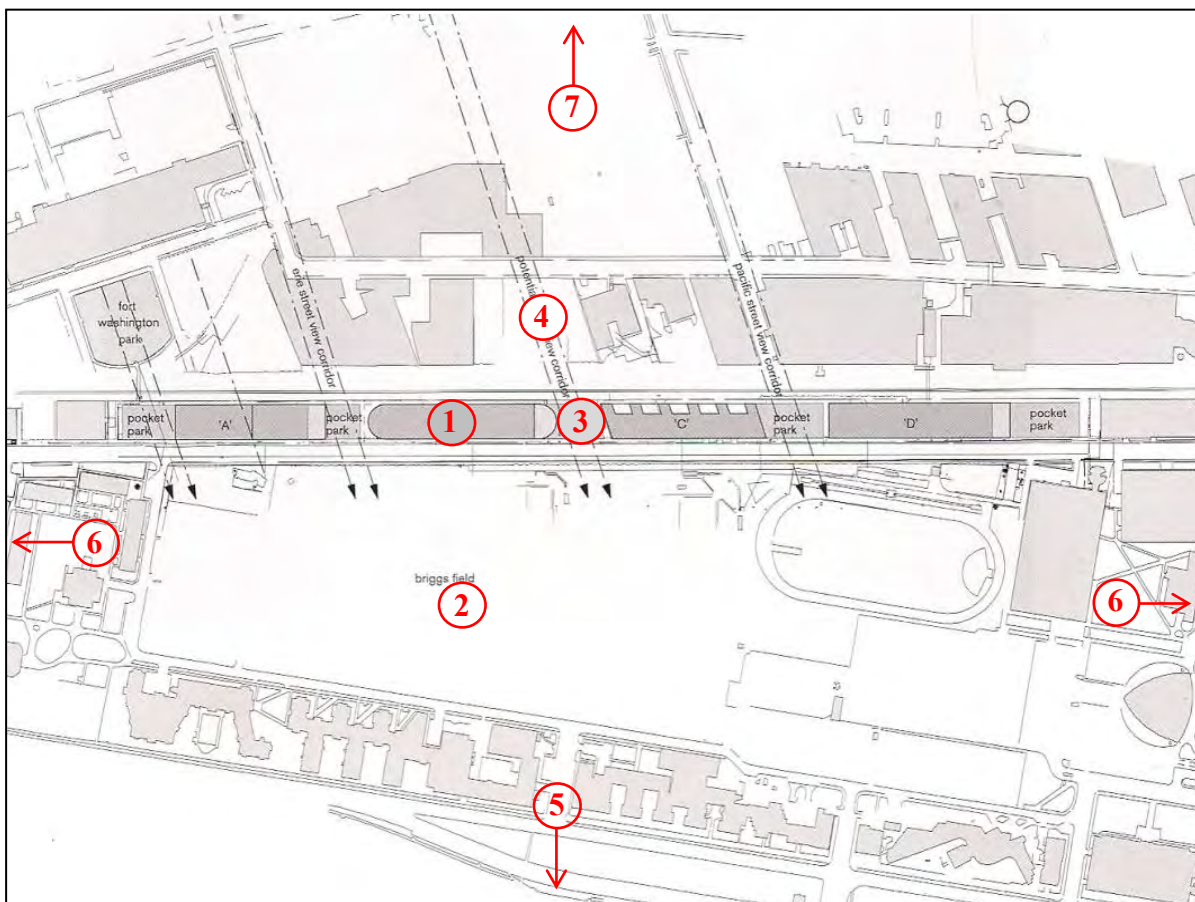 7
4
fort
washington
park
erie street view corridor
view corridor
pacific street view corridor
pocket
park
'A'
pocket
park
1
3
'C'
pocket
park
'D'
pocket
park
6
briggs field
2
6
5